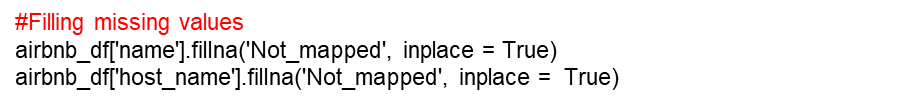 #Filling missing values
airbnb_df['name'].fillna('Not_mapped', inplace = True)
airbnb_df['host_name'].fillna('Not_mapped', inplace = True)